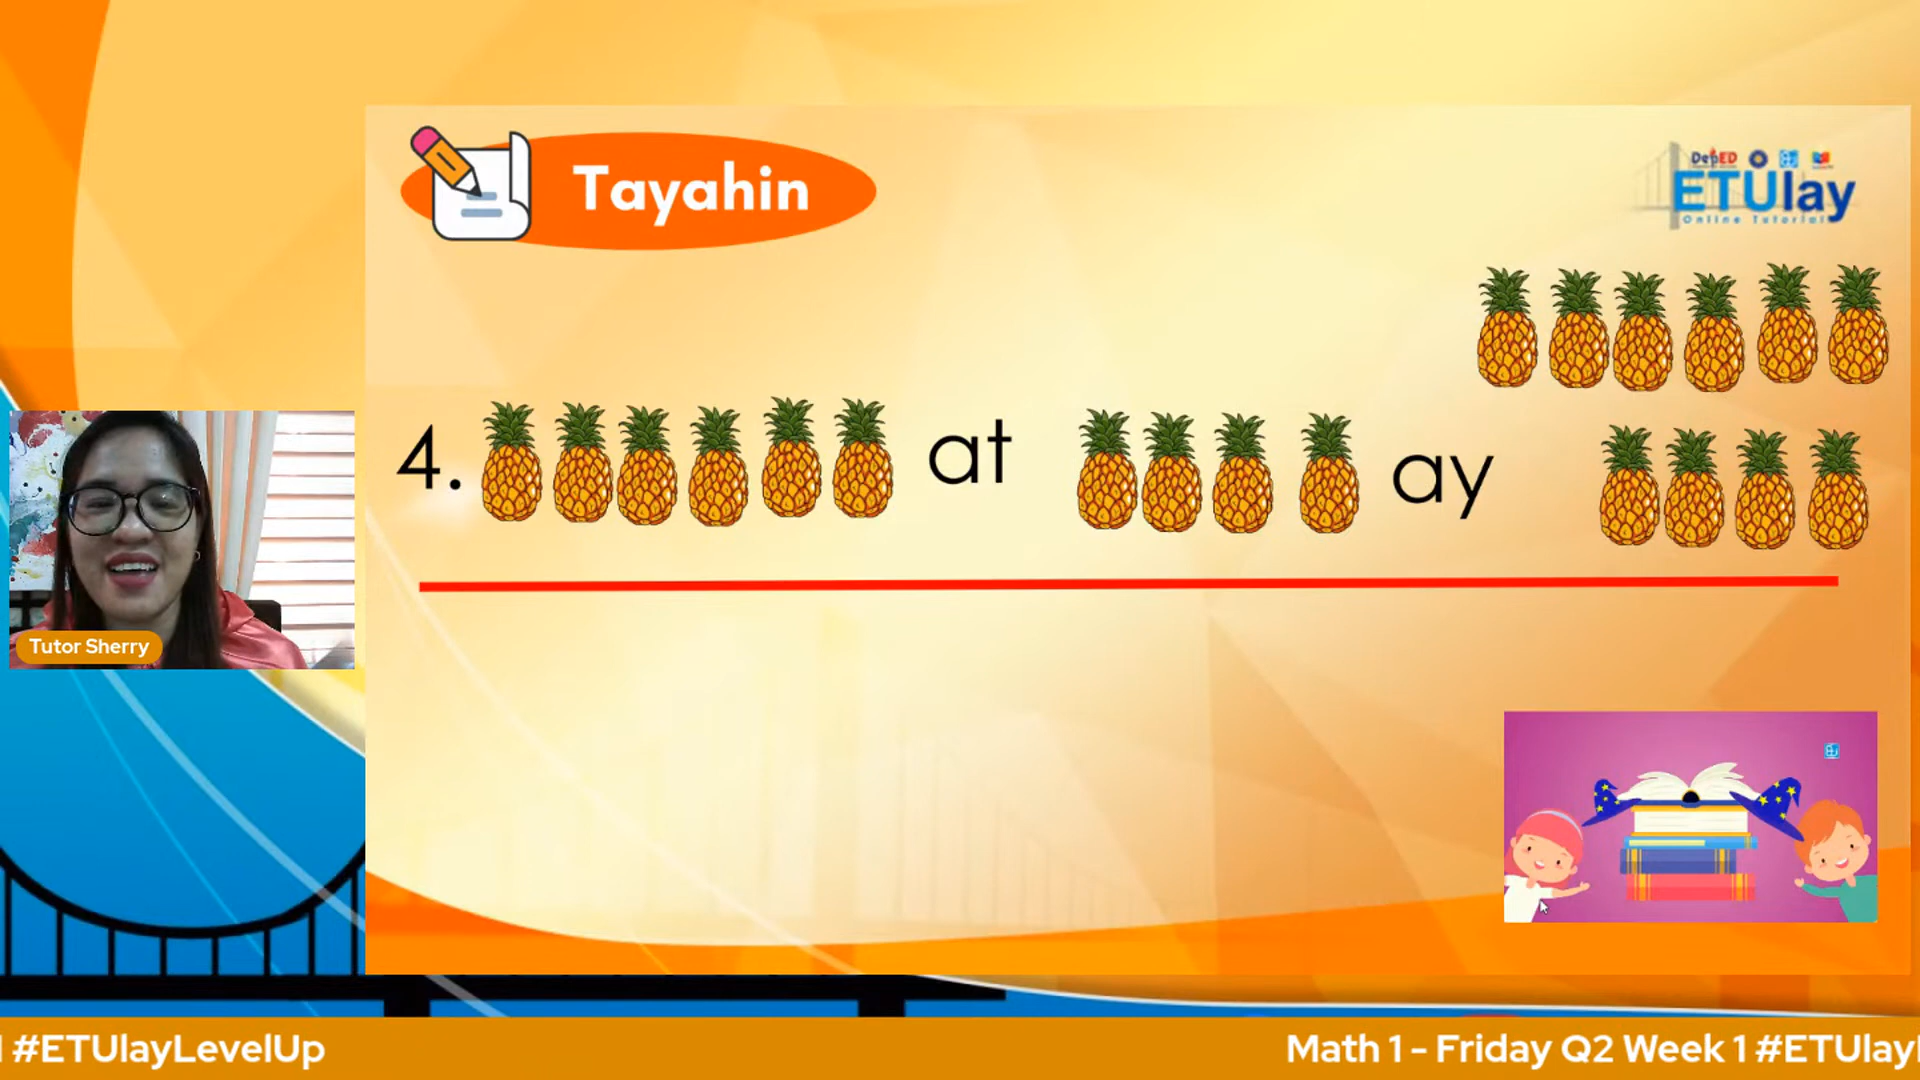 Tayahin
DepED
ETUlay
Online Tutorial
4. at ay
Tutor Sherry
#ETUlayLevelUp
Math 1 - Friday Q2 Week 1 #ETUlay